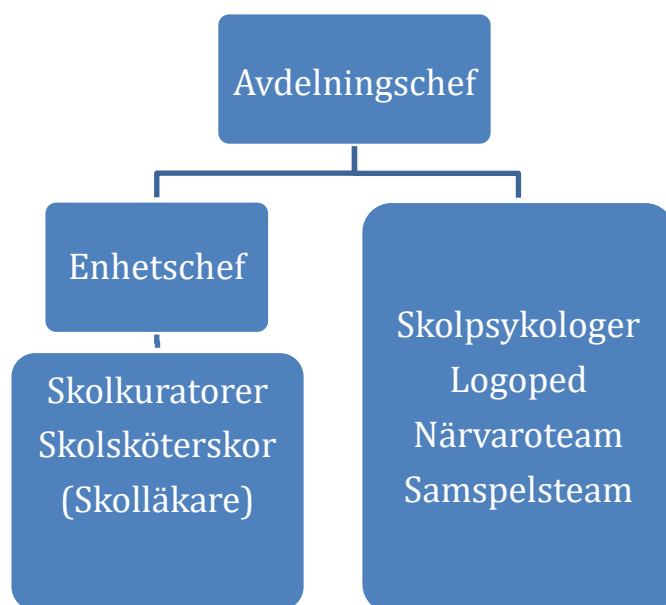 Avdelningschef
Enhetschef
Skolkuratorer
Skolsköterskor
(Skolläkare)
Skolpsykologer
Logoped
Närvaroteam
Samspelsteam